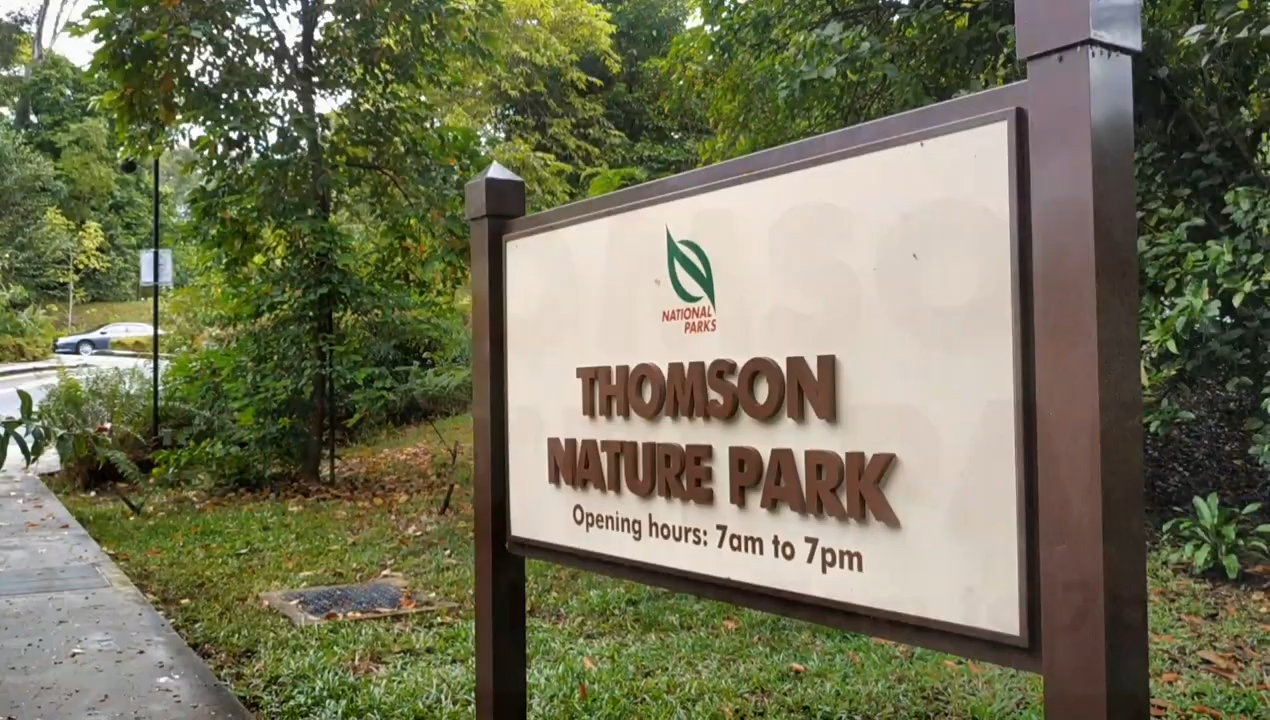 NATIONAL
PARKS
THOMSON
NATURE PARK
Opening hours: 7am to 7pm